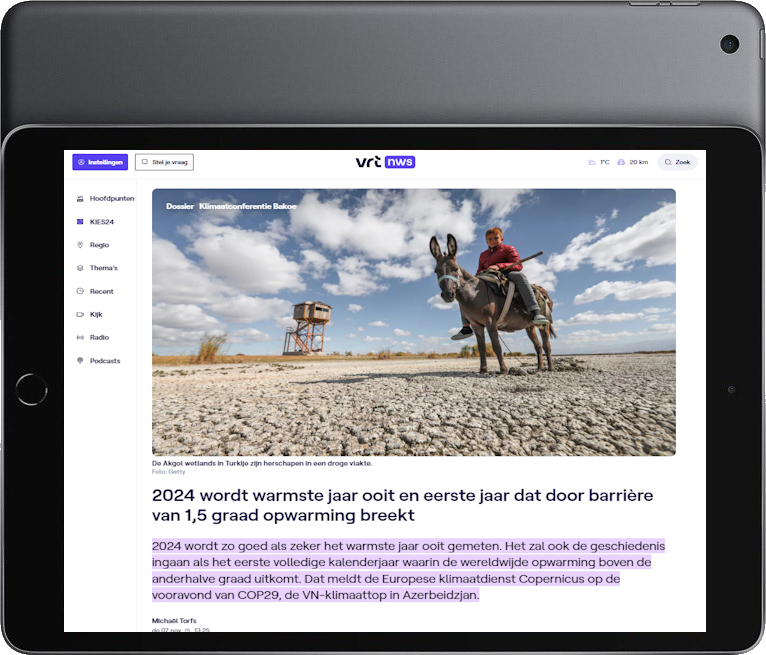 Instellingen
Stel je vraag
vrt nws
1°C
20 km
Zoek
Hoofdpunten
KIES24
Regio
Thema's
Recent
Kijk
Radio
Podcasts
Dossier Klimaatconferentie Bakoe
De Akgol wetlands in Turkije zijn herschapen in een droge vlakte.
Foto: Getty
2024 wordt warmste jaar ooit en eerste jaar dat door barrière
van 1,5 graad opwarming breekt
2024 wordt zo goed als zeker het warmste jaar ooit gemeten. Het zal ook de geschiedenis
ingaan als het eerste volledige kalenderjaar waarin de wereldwijde opwarming boven de
anderhalve graad uitkomt. Dat meldt de Europese klimaatdienst Copernicus op de
vooravond van COP29, de VN-klimaattop in Azerbeidzjan.
Michaël Torfs
do 07 nov 13:25